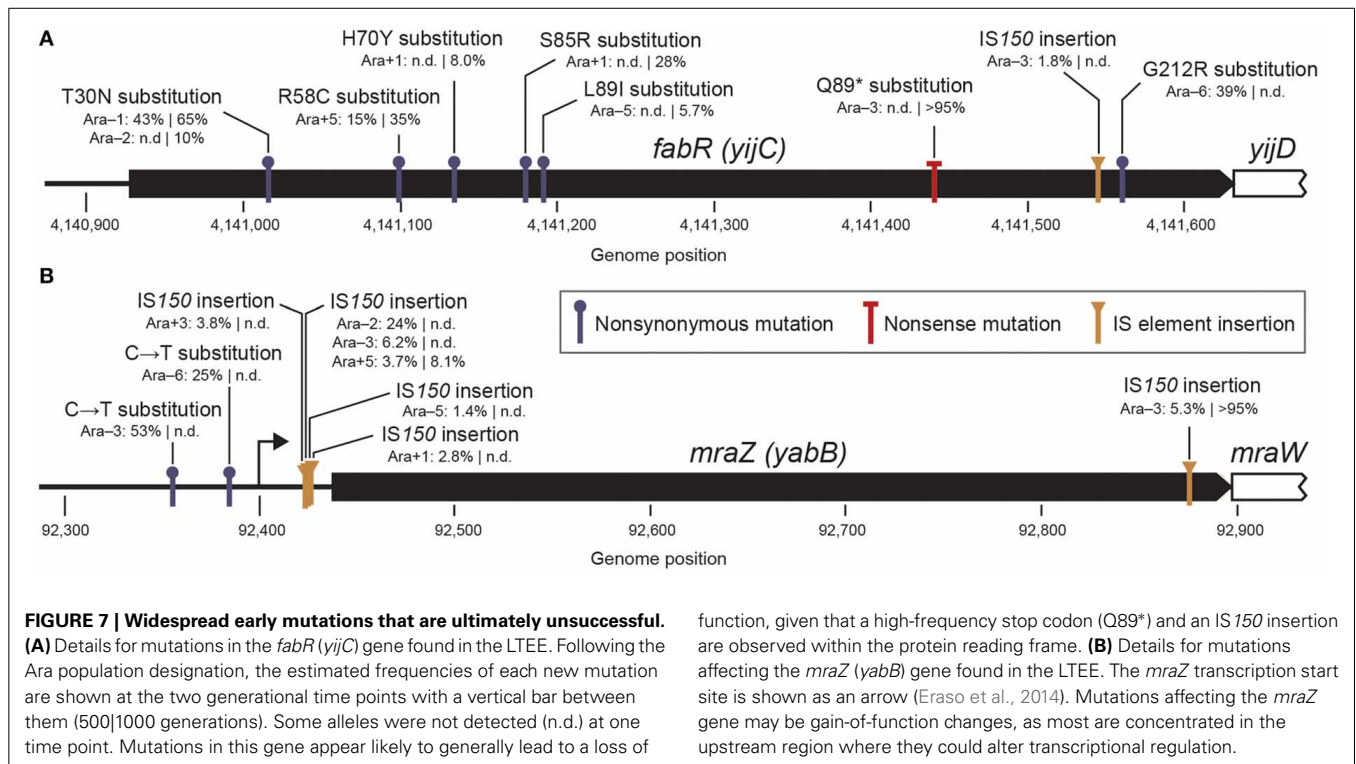 A
H70Y substitution
Ara+1: n.d. | 8.0%
S85R substitution
Ara+1: n.d. | 28%
IS150 insertion
Ara–3: 1.8% | n.d.
G212R substitution
Ara–6: 39% | n.d.
T30N substitution
Ara–1: 43% | 65%
Ara–2: n.d | 10%
R58C substitution
Ara+5: 15% | 35%
L89I substitution
Ara–5: n.d. | 5.7%
Q89* substitution
Ara–3: n.d. | >95%
fabR (yijC)
yijD
4,140,900
4,141,000
4,141,100
4,141,200
4,141,300
4,141,400
4,141,500
4,141,600
Genome position
B
IS150 insertion
Ara+3: 3.8% | n.d.
IS150 insertion
Ara–2: 24% | n.d.
Ara–3: 6.2% | n.d.
Ara+5: 3.7% | 8.1%
Nonsynonymous mutation
Nonsense mutation
IS element insertion
C→T substitution
Ara–6: 25% | n.d.
C→T substitution
Ara–3: 53% | n.d.
IS150 insertion
Ara–5: 1.4% | n.d.
IS150 insertion
Ara+1: 2.8% | n.d.
IS150 insertion
Ara–3: 5.3% | >95%
mraZ (yabB)
mraW
92,300
92,400
92,500
92,600
92,700
92,800
92,900
Genome position
FIGURE 7 | Widespread early mutations that are ultimately unsuccessful.
(A) Details for mutations in the fabR (yijC) gene found in the LTEE. Following the
Ara population designation, the estimated frequencies of each new mutation
are shown at the two generational time points with a vertical bar between
them (500|1000 generations). Some alleles were not detected (n.d.) at one
time point. Mutations in this gene appear likely to generally lead to a loss of
function, given that a high-frequency stop codon (Q89*) and an IS150 insertion
are observed within the protein reading frame. (B) Details for mutations
affecting the mraZ (yabB) gene found in the LTEE. The mraZ transcription start
site is shown as an arrow (Eraso et al., 2014). Mutations affecting the mraZ
gene may be gain-of-function changes, as most are concentrated in the
upstream region where they could alter transcriptional regulation.